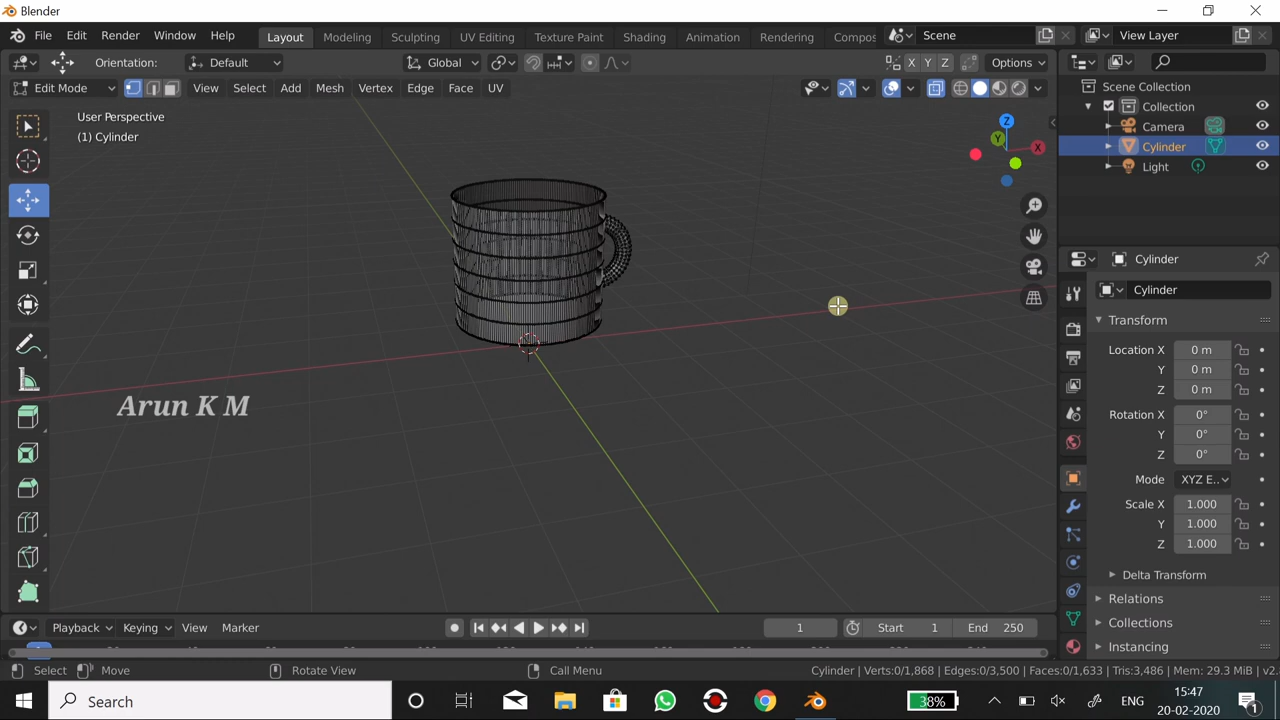 Blender
File Edit Render Window Help
Layout Modeling Sculpting UV Editing Texture Paint Shading Animation Rendering Compos
Scene
View Layer
Orientation: Default
Global
X Y Z
Options
Edit Mode
View Select Add Mesh Vertex Edge Face UV
User Perspective
(1) Cylinder
Z
Y
X
Arun K M
Scene Collection
Collection
Camera
Cylinder
Light
Cylinder
Cylinder
Transform
Location X 0 m
Y 0 m
Z 0 m
Rotation X 0°
Y 0°
Z 0°
Mode XYZ E..
Scale X 1.000
Y 1.000
Z 1.000
Delta Transform
Relations
Collections
Instancing
Playback Keying View Marker
1
Start 1
End 250
Select Move Rotate View Call Menu
Cylinder | Verts:0/1,868 | Edges:0/3,500 | Faces:0/1,633 | Tris:3,486 | Mem: 29.3 MiB | v2.
Search
38%
ENG
15:47
20-02-2020
1